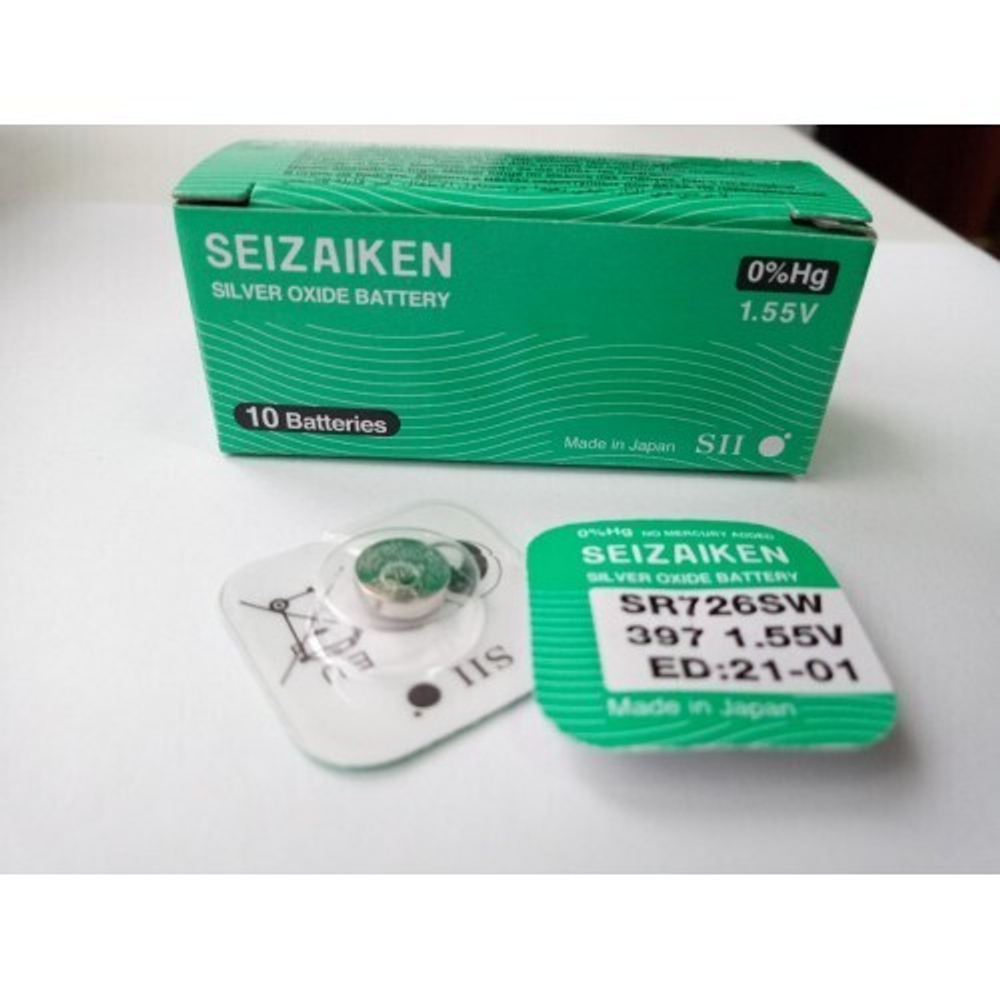 SEIZAIKEN
SILVER OXIDE BATTERY
0%Hg
1.55V
10 Batteries
Made in Japan SII
SII
0%Hg NO MERCURY ADDED
SEIZAIKEN
SILVER OXIDE BATTERY
SR726SW
397 1.55V
ED:21-01
Made in Japan